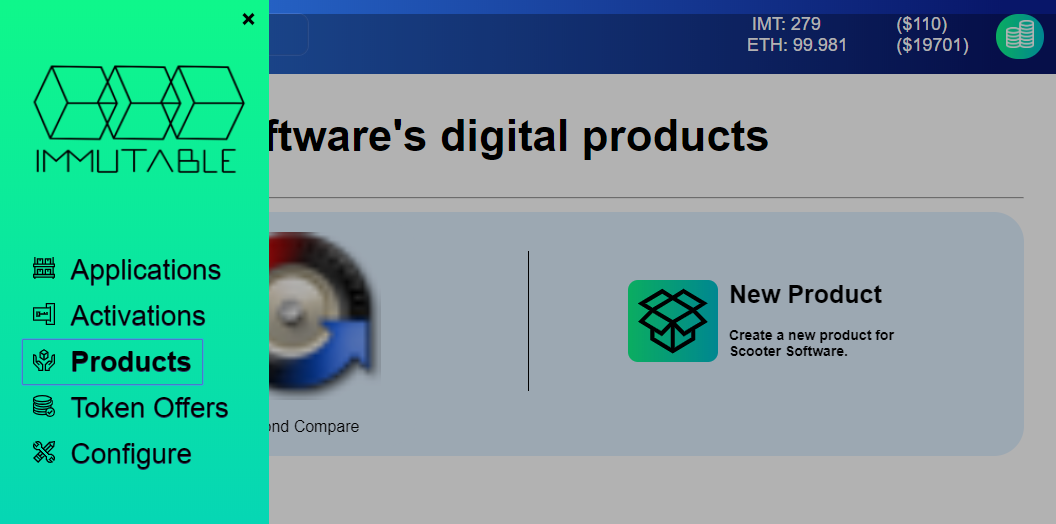 ×
IMT: 279 ($110)
ETH: 99.981 ($19701)
IMMUTABLE
ftware's digital products
Applications
Activations
Products
Token Offers
Configure
ond Compare
New Product
Create a new product for
Scooter Software.